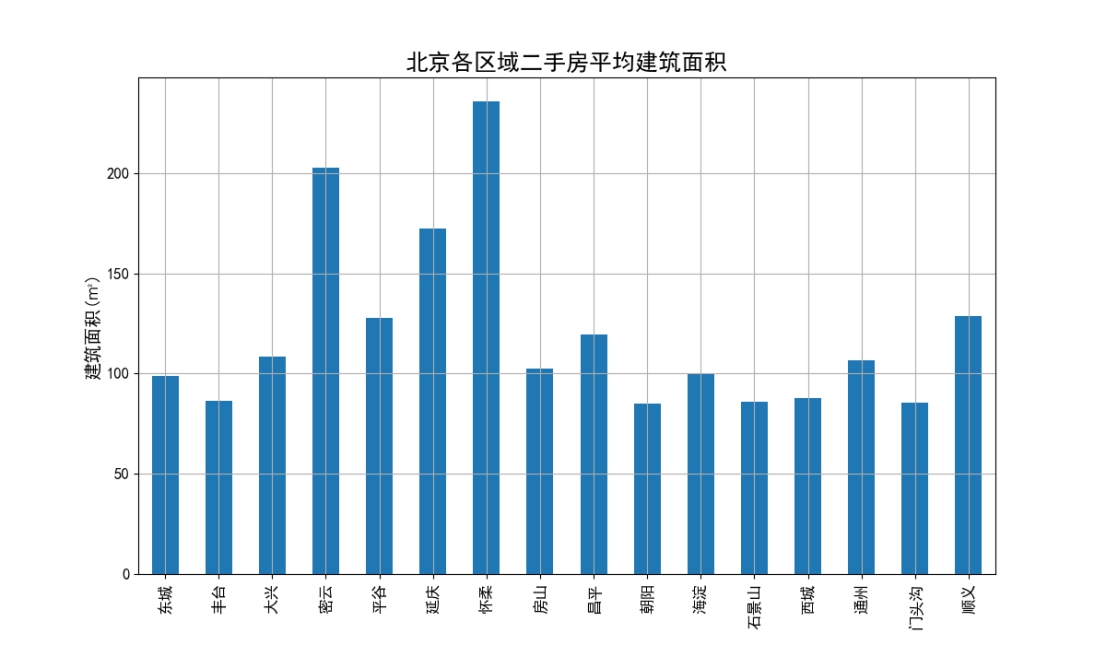 北京各区域二手房平均建筑面积
建筑面积(㎡)
200
150
100
50
0
东城
丰台
大兴
密云
平谷
延庆
怀柔
房山
昌平
朝阳
海淀
石景山
西城
通州
门头沟
顺义